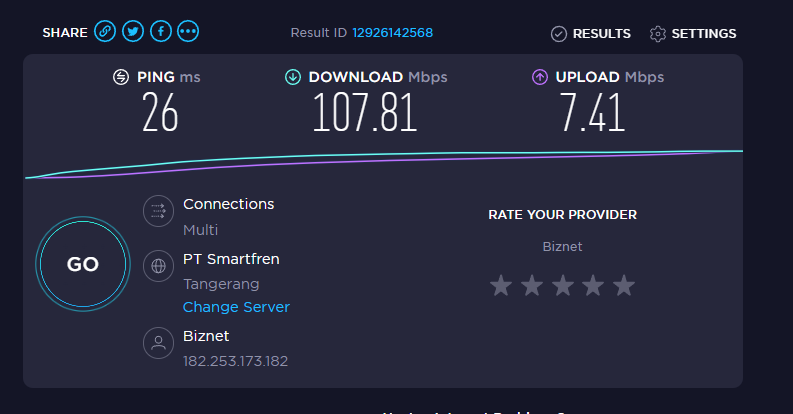 SHARE Result ID 12926142568 RESULTS SETTINGS
PING ms DOWNLOAD Mbps UPLOAD Mbps
26 107.81 7.41
Connections
Multi
PT Smartfren
Tangerang
Change Server
Biznet
182.253.173.182
GO
RATE YOUR PROVIDER
Biznet